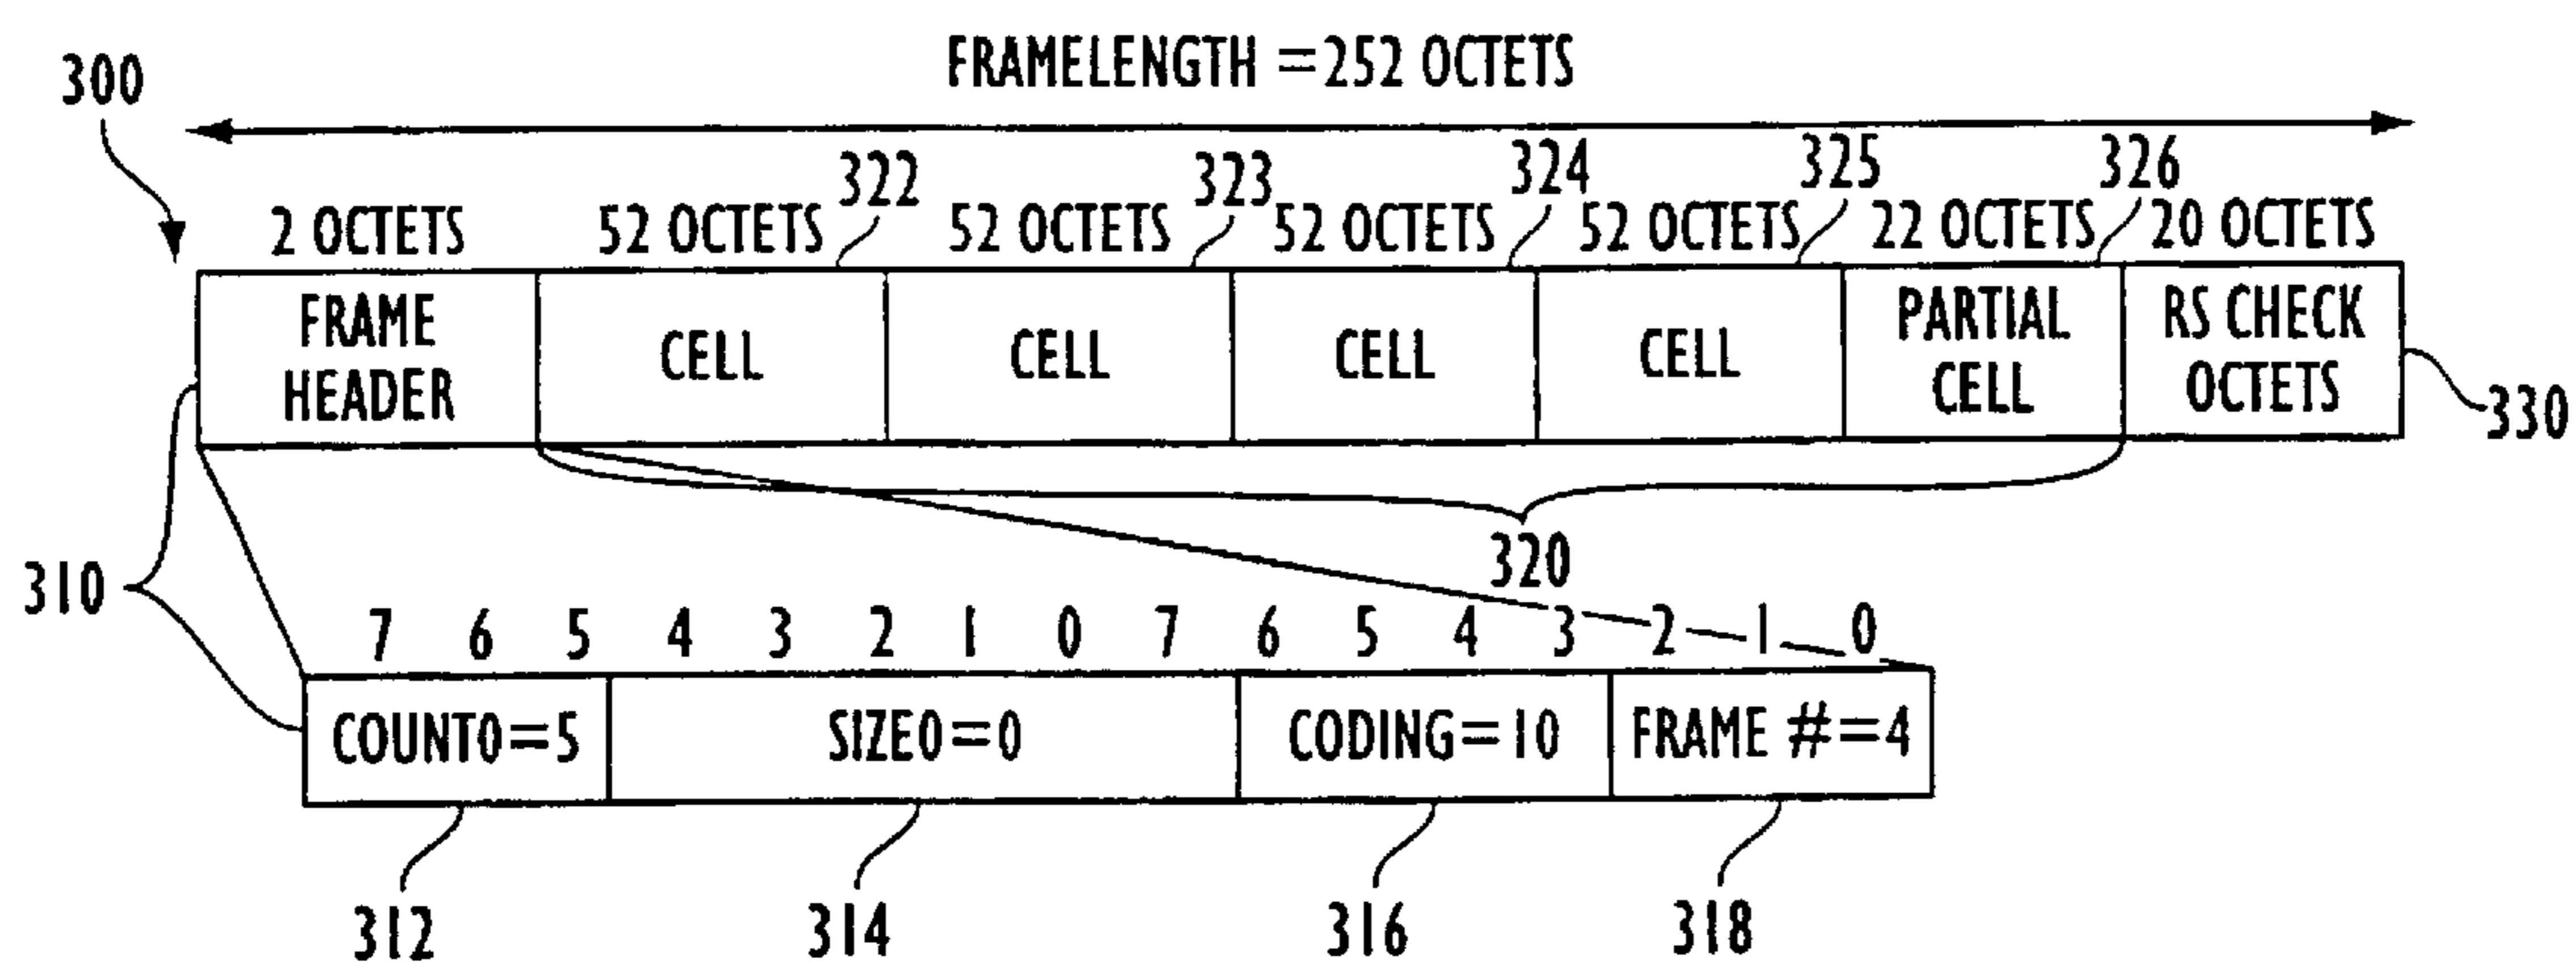 FRAMELENGTH =252 OCTETS
300
322 323 324 325 326
2 OCTETS 52 OCTETS 52 OCTETS 52 OCTETS 52 OCTETS 22 OCTETS 20 OCTETS
FRAME HEADER
CELL
CELL
CELL
CELL
PARTIAL CELL
RS CHECK OCTETS
330
320
310
7 6 5 4 3 2 1 0 7 6 5 4 3 2 1 0
COUNT0=5 SIZE0=0 CODING=10 FRAME #=4
312 314 316 318